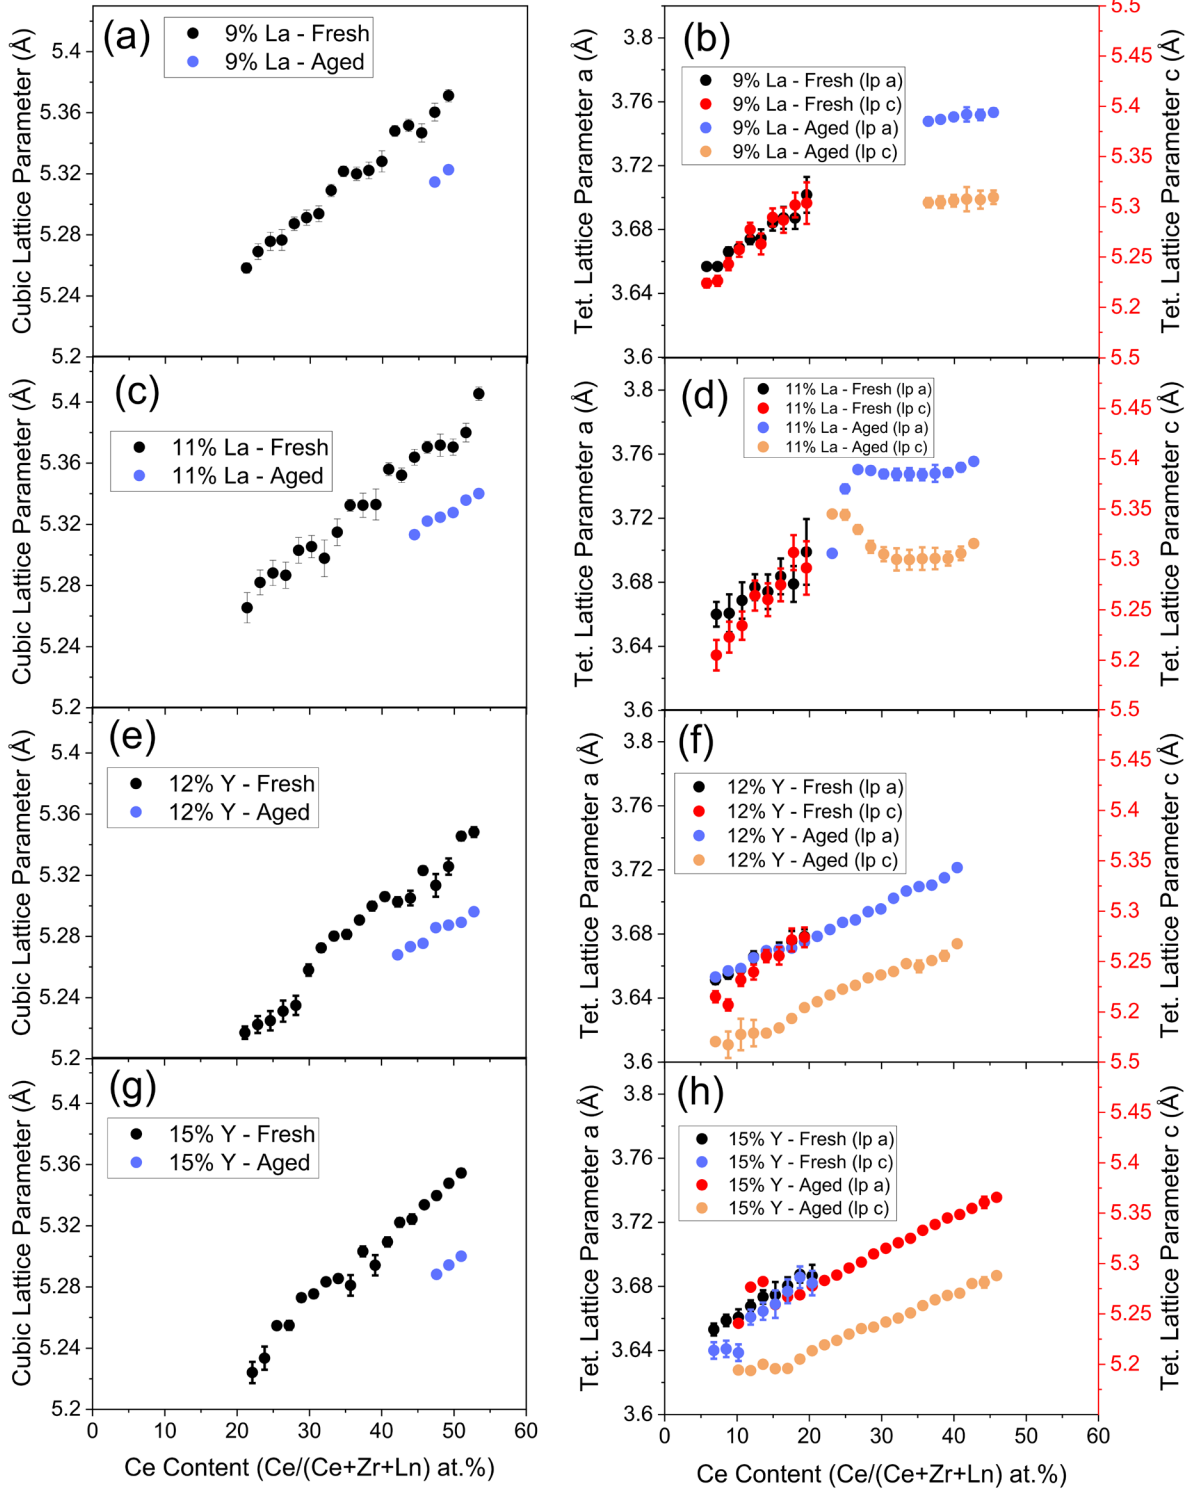 (a)
9% La - Fresh
9% La - Aged
Cubic Lattice Parameter (Å)
5.4
5.36
5.32
5.28
5.24
5.2
(b)
9% La - Fresh (lp a)
9% La - Fresh (lp c)
9% La - Aged (lp a)
9% La - Aged (lp c)
Tet. Lattice Parameter a (Å)
3.8
3.76
3.72
3.68
3.64
3.6
Tet. Lattice Parameter c (Å)
5.5
5.45
5.4
5.35
5.3
5.25
5.2
5.5
(c)
11% La - Fresh
11% La - Aged
Cubic Lattice Parameter (Å)
5.4
5.36
5.32
5.28
5.24
5.2
(d)
11% La - Fresh (lp a)
11% La - Fresh (lp c)
11% La - Aged (lp a)
11% La - Aged (lp c)
Tet. Lattice Parameter a (Å)
3.8
3.76
3.72
3.68
3.64
3.6
Tet. Lattice Parameter c (Å)
5.45
5.4
5.35
5.3
5.25
5.2
5.5
(e)
12% Y - Fresh
12% Y - Aged
Cubic Lattice Parameter (Å)
5.4
5.36
5.32
5.28
5.24
5.2
(f)
12% Y - Fresh (lp a)
12% Y - Fresh (lp c)
12% Y - Aged (lp a)
12% Y - Aged (lp c)
Tet. Lattice Parameter a (Å)
3.8
3.76
3.72
3.68
3.64
3.6
Tet. Lattice Parameter c (Å)
5.45
5.4
5.35
5.3
5.25
5.2
5.5
(g)
15% Y - Fresh
15% Y - Aged
Cubic Lattice Parameter (Å)
5.4
5.36
5.32
5.28
5.24
5.2
0
10
20
30
40
50
60
Ce Content (Ce/(Ce+Zr+Ln) at.%)
(h)
15% Y - Fresh (lp a)
15% Y - Fresh (lp c)
15% Y - Aged (lp a)
15% Y - Aged (lp c)
Tet. Lattice Parameter a (Å)
3.8
3.76
3.72
3.68
3.64
3.6
Tet. Lattice Parameter c (Å)
5.45
5.4
5.35
5.3
5.25
5.2
0
10
20
30
40
50
60
Ce Content (Ce/(Ce+Zr+Ln) at.%)